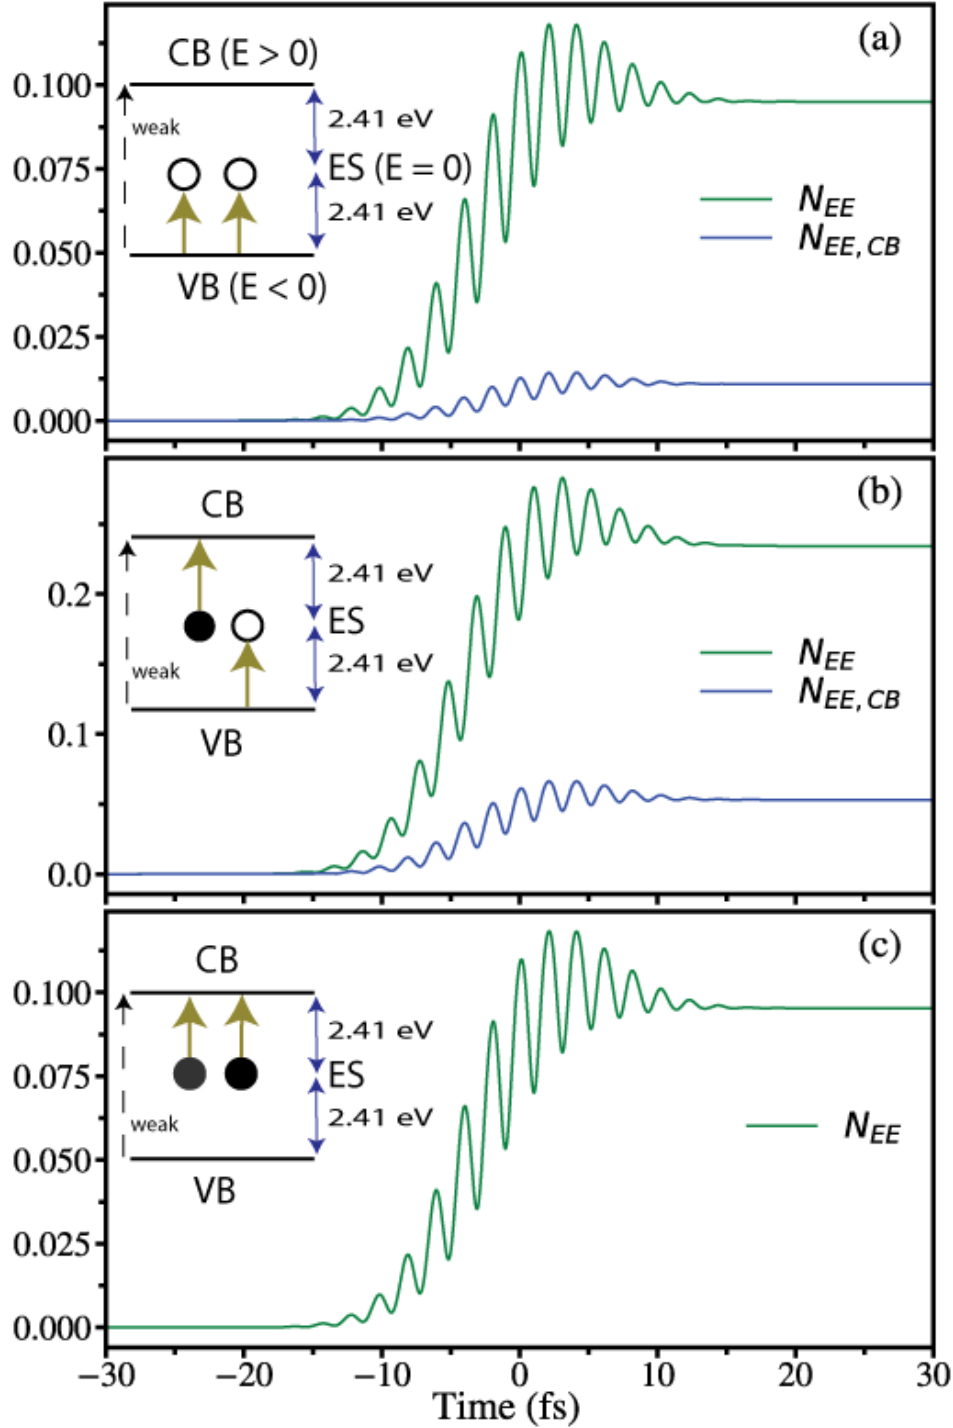 (a)
CB (E > 0)
0.100
2.41 eV
weak
ES (E = 0)
0.075
2.41 eV
N_EE
N_EE, CB
0.050
VB (E < 0)
0.025
0.000
(b)
CB
2.41 eV
0.2
ES
2.41 eV
weak
N_EE
N_EE, CB
VB
0.1
0.0
(c)
CB
0.100
2.41 eV
ES
0.075
2.41 eV
weak
N_EE
0.050
VB
0.025
0.000
−30 −20 −10 0 10 20 30
Time (fs)